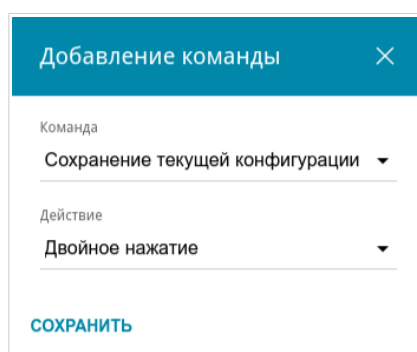 Добавление команды
Команда
Сохранение текущей конфигурации
Действие
Двойное нажатие
СОХРАНИТЬ